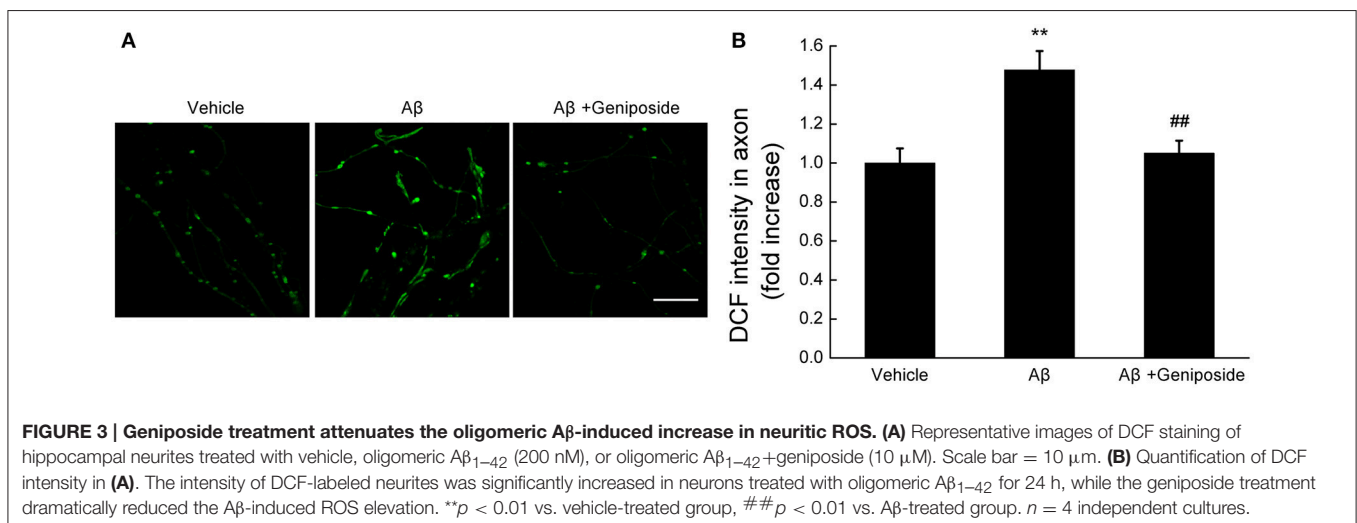 A
Vehicle
Aβ
Aβ +Geniposide
B
DCF intensity in axon
(fold increase)
1.6
1.4
1.2
1.0
0.8
0.6
0.4
0.2
0.0
**
##
Vehicle
Aβ
Aβ +Geniposide
FIGURE 3 | Geniposide treatment attenuates the oligomeric Aβ-induced increase in neuritic ROS. (A) Representative images of DCF staining of
hippocampal neurites treated with vehicle, oligomeric Aβ1–42 (200 nM), or oligomeric Aβ1–42+geniposide (10 μM). Scale bar = 10 μm. (B) Quantification of DCF
intensity in (A). The intensity of DCF-labeled neurites was significantly increased in neurons treated with oligomeric Aβ1–42 for 24 h, while the geniposide treatment
dramatically reduced the Aβ-induced ROS elevation. **p < 0.01 vs. vehicle-treated group, ##p < 0.01 vs. Aβ-treated group. n = 4 independent cultures.